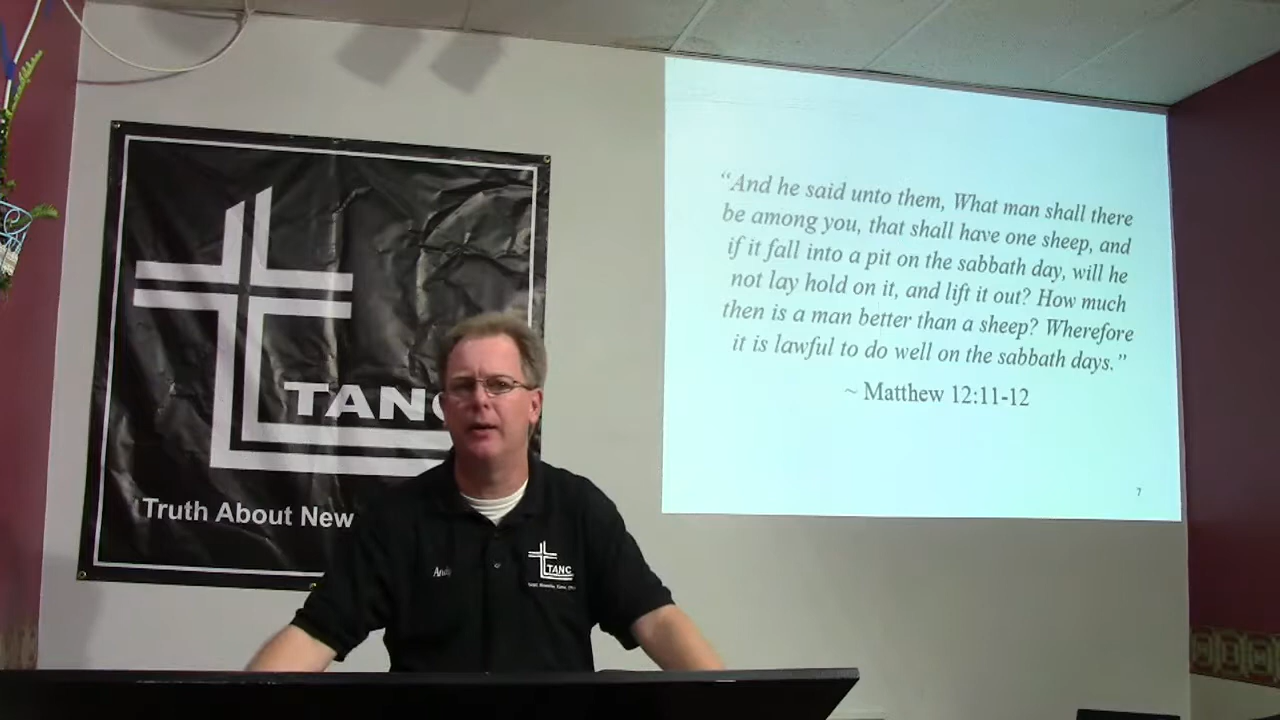 TANC
Truth About New
“And he said unto them, What man shall there
be among you, that shall have one sheep, and
if it fall into a pit on the sabbath day, will he
not lay hold on it, and lift it out? How much
then is a man better than a sheep? Wherefore
it is lawful to do well on the sabbath days.”
~ Matthew 12:11-12
7
TANC